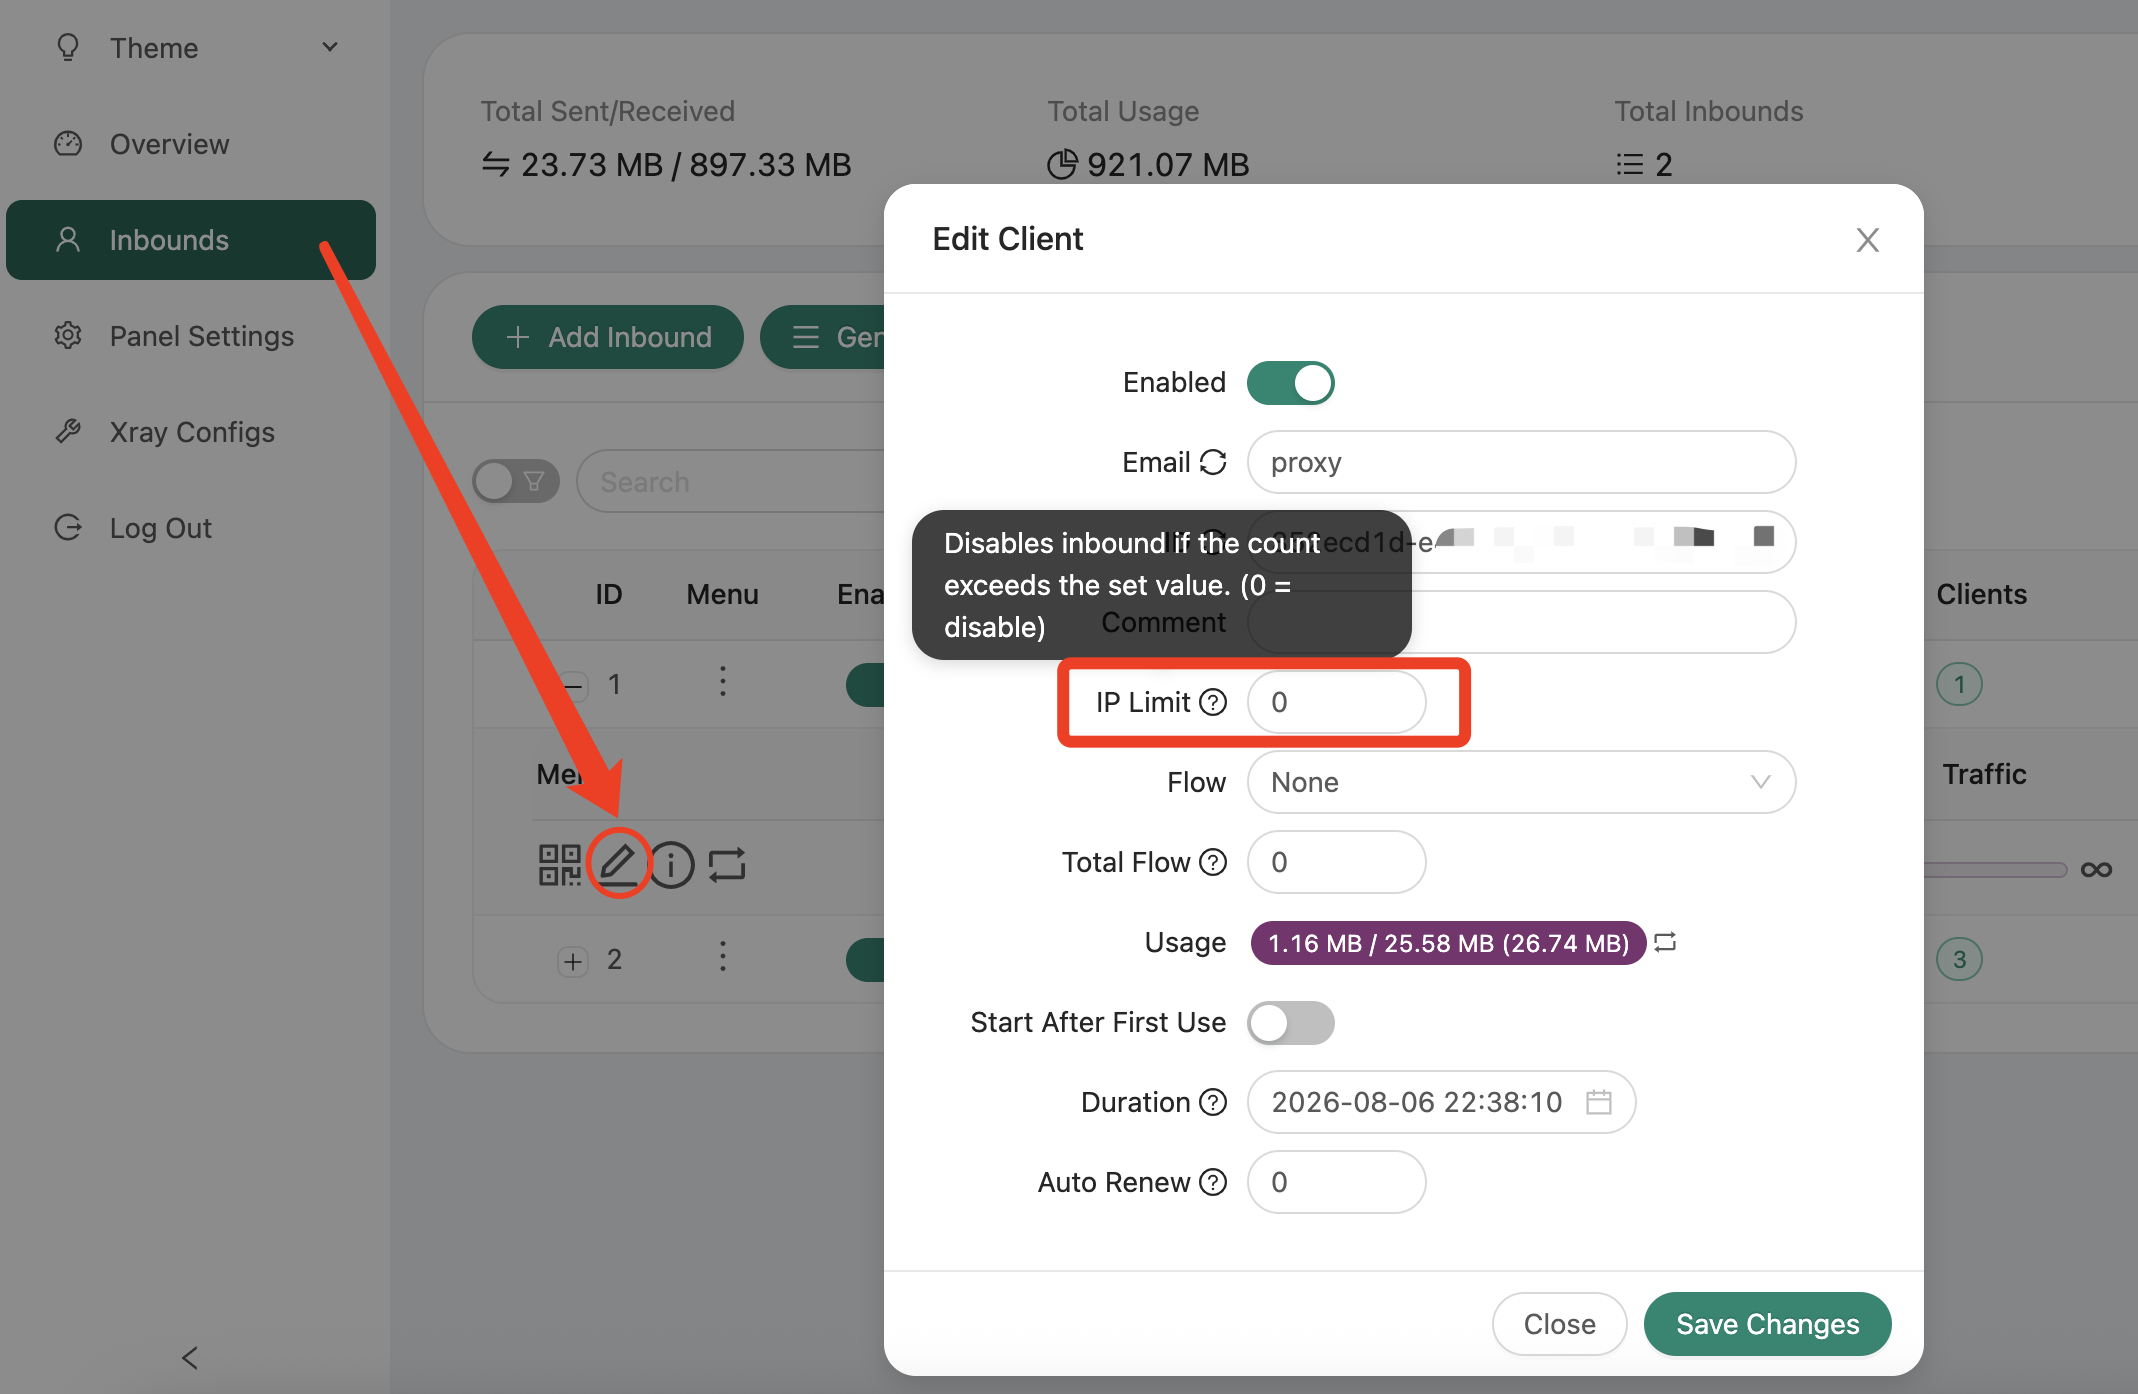 Theme
Overview
Inbounds
Panel Settings
Xray Configs
Log Out
Total Sent/Received
23.73 MB / 897.33 MB
Total Usage
921.07 MB
Total Inbounds
2
Add Inbound
Gen
Search
ID
Menu
Ena
Clients
1
1
Men
Traffic
∞
2
3
Edit Client
Enabled
Email
proxy
Disables inbound if the count
exceeds the set value. (0 =
disable)
ecd1d-e
Comment
IP Limit
0
Flow
None
Total Flow
0
Usage
1.16 MB / 25.58 MB (26.74 MB)
Start After First Use
Duration
2026-08-06 22:38:10
Auto Renew
0
Close
Save Changes